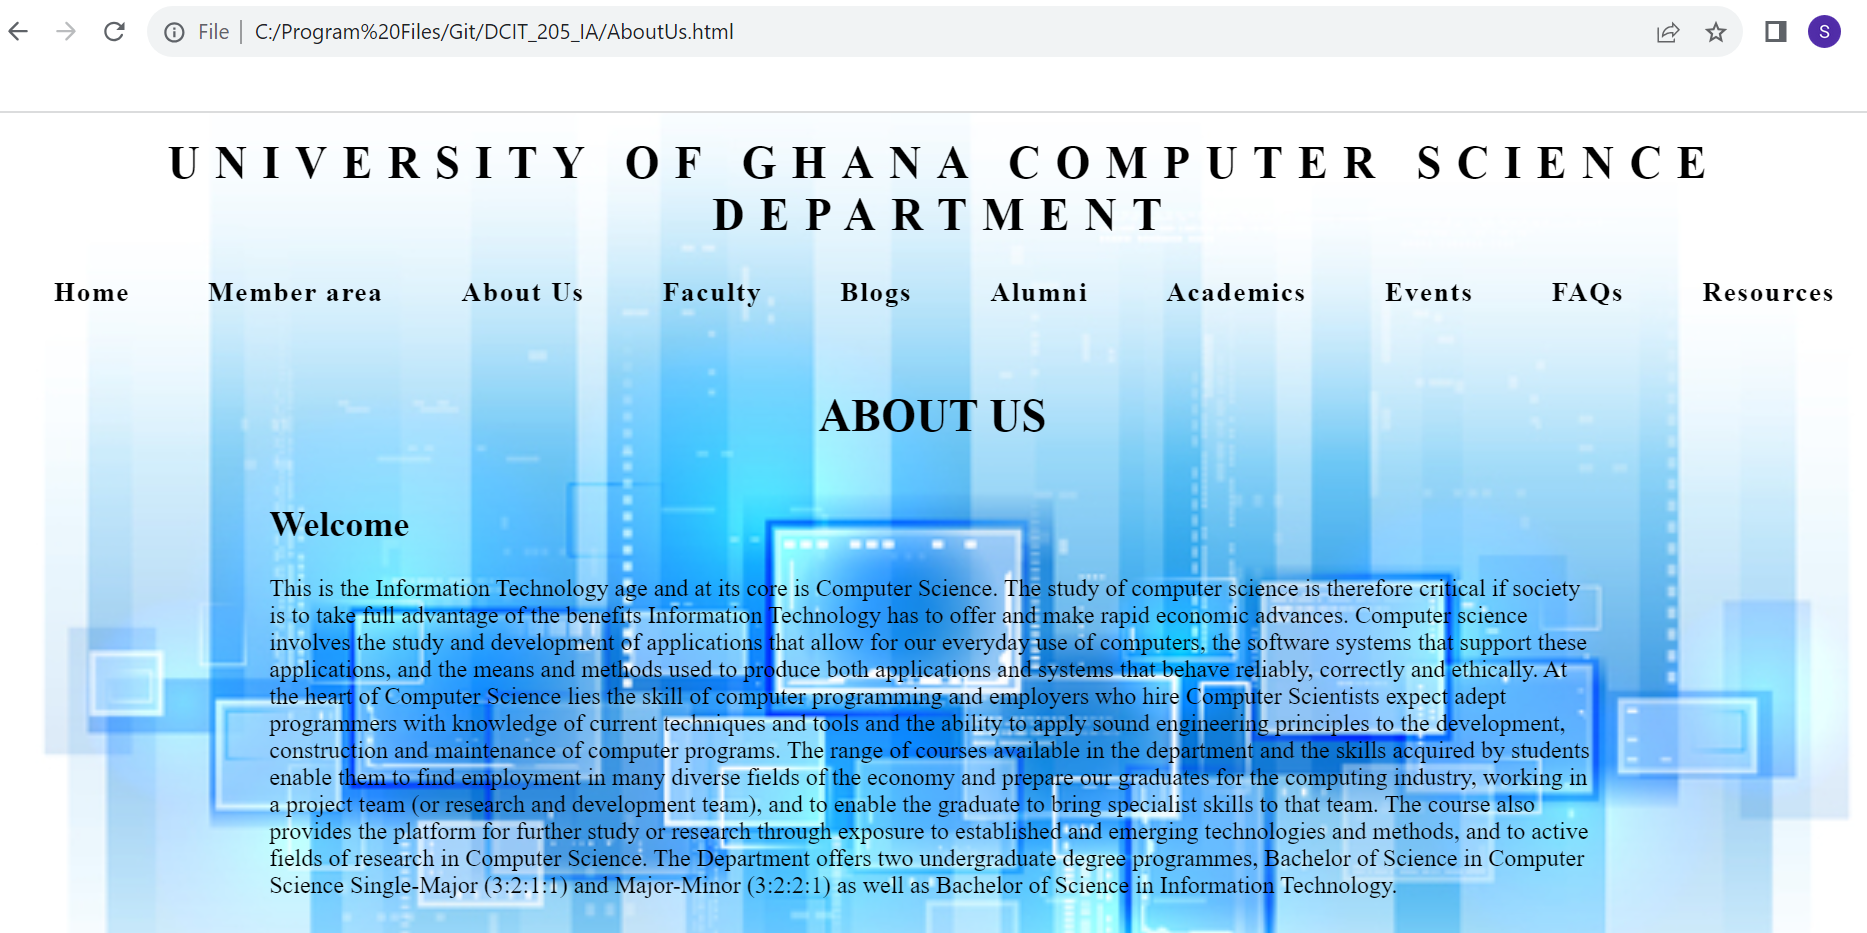 File
C:/Program%20Files/Git/DCIT_205_IA/AboutUs.html
S
UNIVERSITY OF GHANA COMPUTER SCIENCE
DEPARTMENT
Home Member area About Us Faculty Blogs Alumni Academics Events FAQs Resources
ABOUT US
Welcome
This is the Information Technology age and at its core is Computer Science. The study of computer science is therefore critical if society
is to take full advantage of the benefits Information Technology has to offer and make rapid economic advances. Computer science
involves the study and development of applications that allow for our everyday use of computers, the software systems that support these
applications, and the means and methods used to produce both applications and systems that behave reliably, correctly and ethically. At
the heart of Computer Science lies the skill of computer programming and employers who hire Computer Scientists expect adept
programmers with knowledge of current techniques and tools and the ability to apply sound engineering principles to the development,
construction and maintenance of computer programs. The range of courses available in the department and the skills acquired by students
enable them to find employment in many diverse fields of the economy and prepare our graduates for the computing industry, working in
a project team (or research and development team), and to enable the graduate to bring specialist skills to that team. The course also
provides the platform for further study or research through exposure to established and emerging technologies and methods, and to active
fields of research in Computer Science. The Department offers two undergraduate degree programmes, Bachelor of Science in Computer
Science Single-Major (3:2:1:1) and Major-Minor (3:2:2:1) as well as Bachelor of Science in Information Technology.